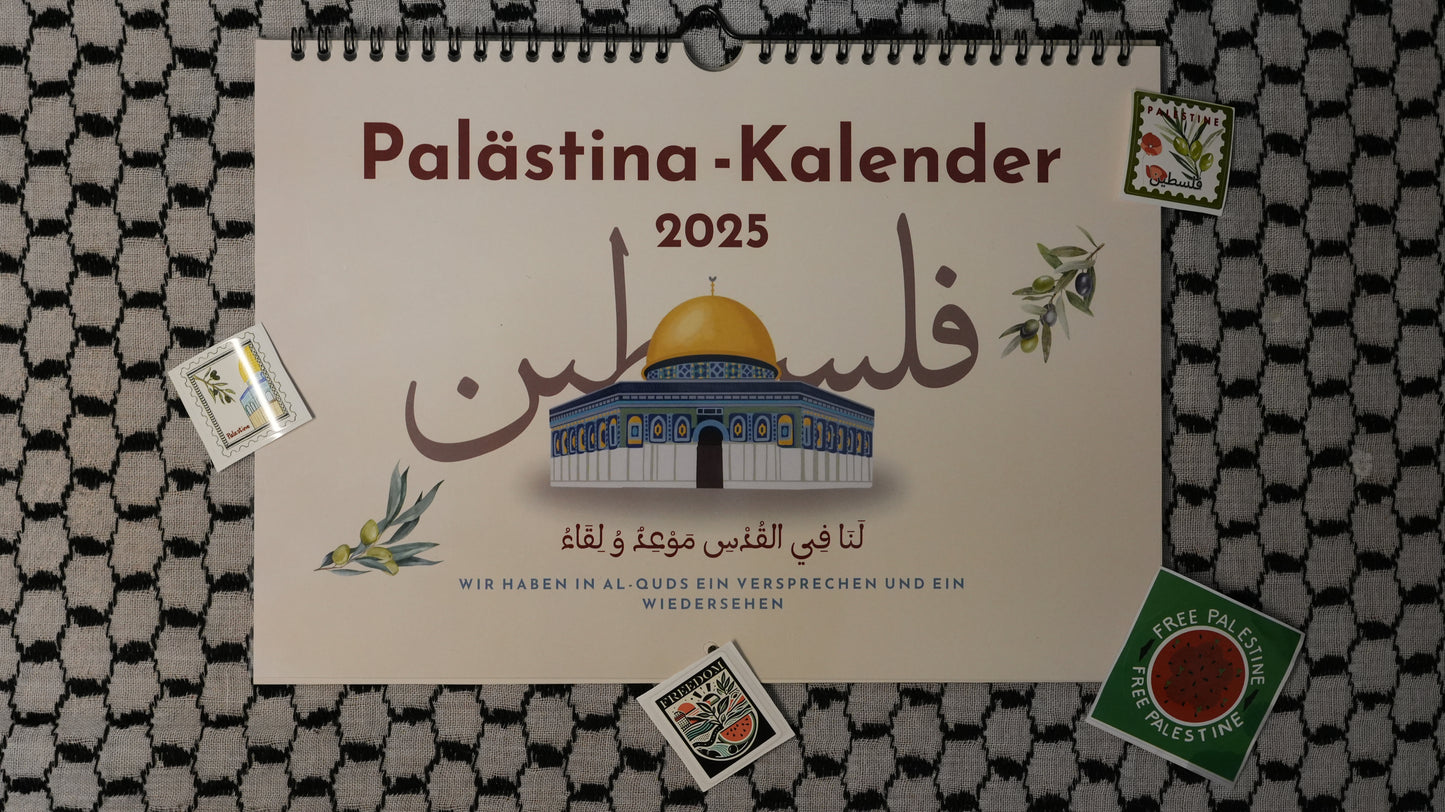 Palästina -Kalender
2025
فلسطين
لَنَا فِي القُدْسِ مَوْعِدٌ وُ لِقَاءُ
WIR HABEN IN AL-QUDS EIN VERSPRECHEN UND EIN
WIEDERSEHEN
PALESTINE
فلسطين
Palestine
FREEDOM
FREE PALESTINE
FREE PALESTINE